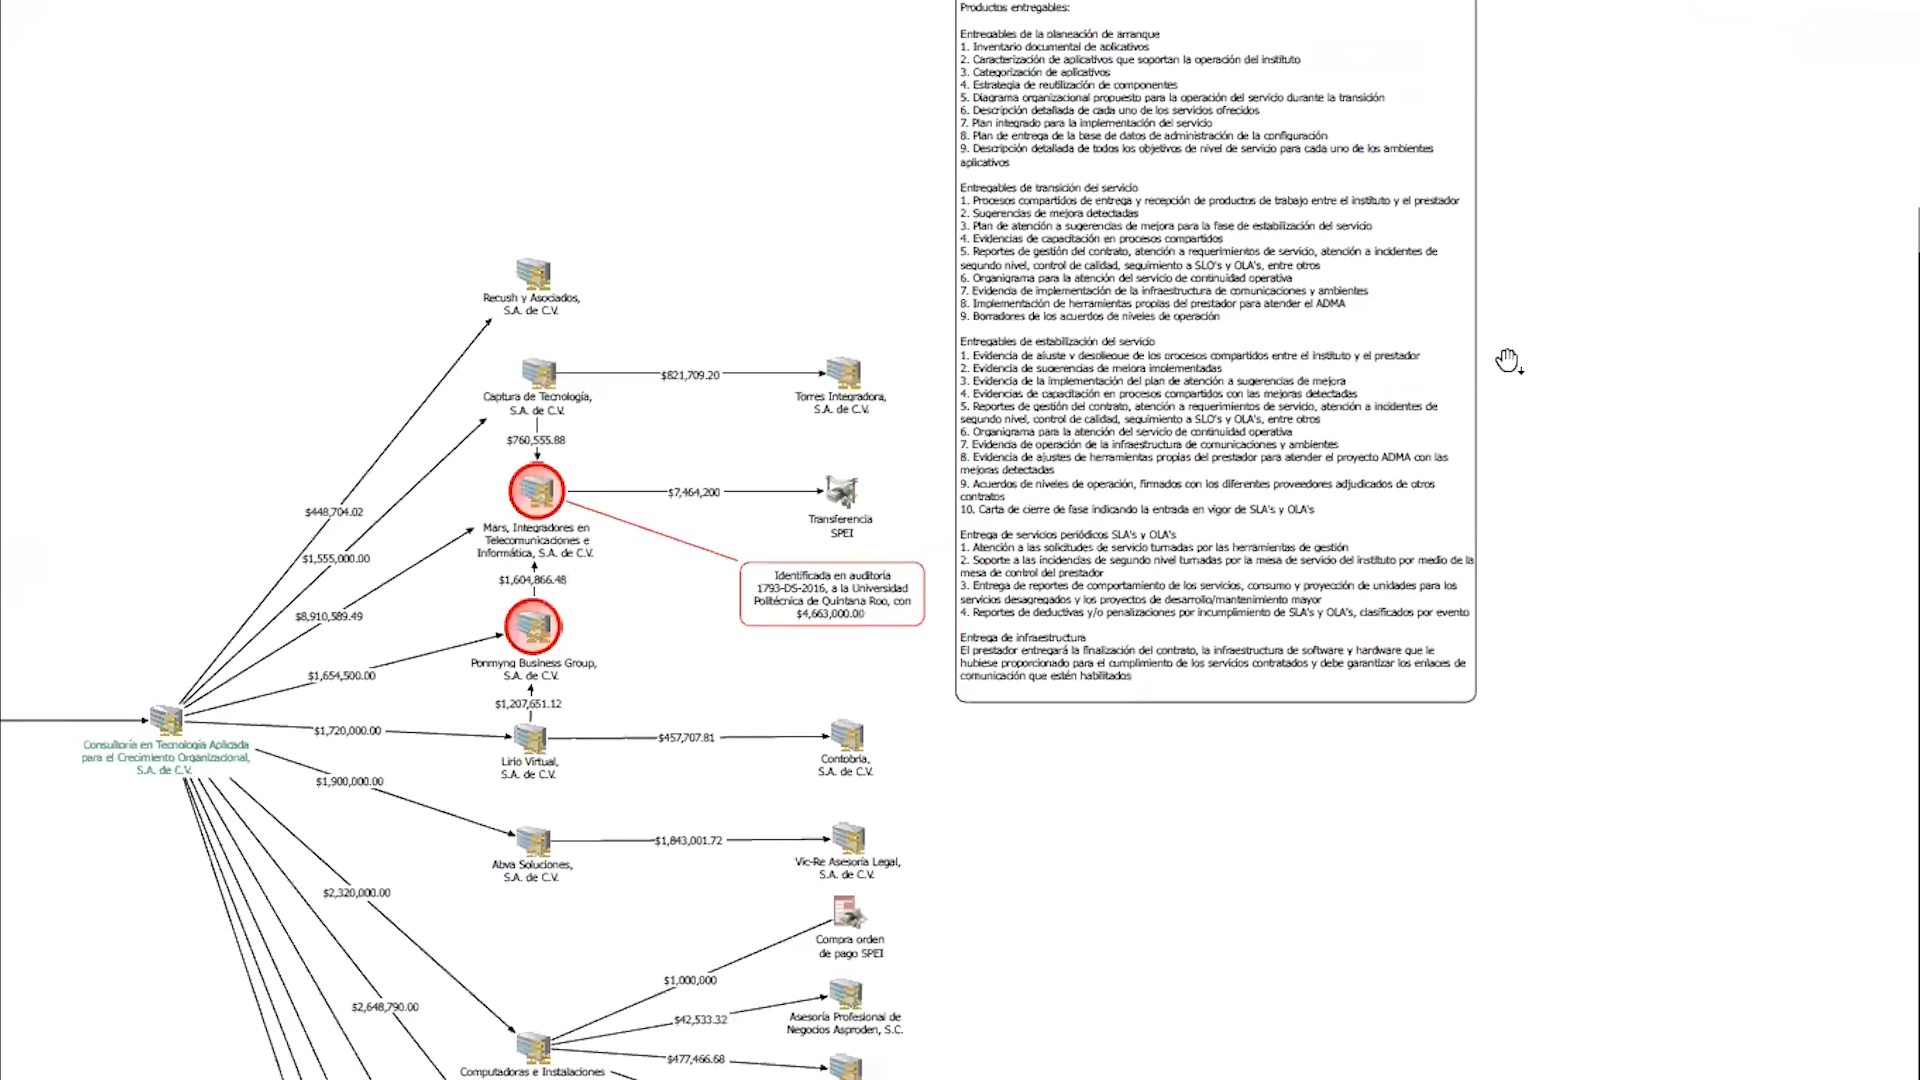 Productos entregables:
Entregables de la planeación de arranque
1. Inventario documental de aplicativos
2. Caracterización de aplicativos que soportan la operación del instituto
3. Categorización de aplicativos
4. Estrategia de reutilización de componentes
5. Diagrama organizacional propuesto para la operación del servicio durante la transición
6. Descripción detallada de cada uno de los servicios ofrecidos
7. Plan integrado para la implementación del servicio
8. Plan de entrega de la base de datos de administración de la configuración
9. Descripción detallada de todos los objetivos de nivel de servicio para cada uno de los ambientes
aplicativos
Entregables de transición del servicio
1. Procesos compartidos de entrega y recepción de productos de trabajo entre el instituto y el prestador
2. Sugerencias de mejora detectadas
3. Plan de atención a sugerencias de mejora para la fase de estabilización del servicio
4. Evidencias de capacitación en procesos compartidos
5. Reportes de gestión del contrato, atención a requerimientos de servicio, atención a incidentes de
segundo nivel, control de calidad, seguimiento a SLO's y OLA's, entre otros
6. Organigrama para la atención del servicio de continuidad operativa
7. Evidencia de implementación de la infraestructura de comunicaciones y ambientes
8. Implementación de herramientas propias del prestador para atender el ADMA
9. Borradores de los acuerdos de niveles de operación
Entregables de estabilización del servicio
1. Evidencia de ajuste y despliegue de los procesos compartidos entre el instituto y el prestador
2. Evidencia de sugerencias de mejora implementadas
3. Evidencia de la implementación del plan de atención a sugerencias de mejora
4. Evidencias de capacitación en procesos compartidos con las mejoras detectadas
5. Reportes de gestión del contrato, atención a requerimientos de servicio, atención a incidentes de
segundo nivel, control de calidad, seguimiento a SLO's y OLA's, entre otros
6. Organigrama para la atención del servicio de continuidad operativa
7. Evidencia de operación de la infraestructura de comunicaciones y ambientes
8. Evidencia de ajustes de herramientas propias del prestador para atender el proyecto ADMA con las
mejoras detectadas
9. Acuerdos de niveles de operación, firmados con los diferentes proveedores adjudicados de otros
contratos
10. Carta de cierre de fase indicando la entrada en vigor de SLA's y OLA's
Entrega de servicios periódicos SLA's y OLA's
1. Atención a las solicitudes de servicio turnadas por las herramientas de gestión
2. Soporte a las incidencias de segundo nivel turnadas por la mesa de servicio del instituto por medio de la
mesa de control del prestador
3. Entrega de reportes de comportamiento de los servicios, consumo y proyección de unidades para los
servicios desagregados y los proyectos de desarrollo/mantenimiento mayor
4. Reportes de deductivas y/o penalizaciones por incumplimiento de SLA's y OLA's, clasificados por evento
Entrega de infraestructura
El prestador entregará la finalización del contrato, la infraestructura de software y hardware que le
hubiese proporcionado para el cumplimiento de los servicios contratados y debe garantizar los enlaces de
comunicación que estén habilitados
Recush y Asociados,
S.A. de C.V.
Captura de Tecnología,
S.A. de C.V.
$821,709.20
Torres Integradora,
S.A. de C.V.
$760,555.88
$448,704.02
$1,555,000.00
Mars, Integradores en
Telecomunicaciones e
Informática, S.A. de C.V.
$7,464,200
Transferencia
SPEI
Identificada en auditoría
1793-DS-2016, a la Universidad
Politécnica de Quintana Roo, con
$4,663,000.00
$1,604,866.48
$8,910,589.49
$1,654,500.00
Ponmyng Business Group,
S.A. de C.V.
$1,207,651.12
Consultoría en Tecnología Aplicada
para el Crecimiento Organizacional,
S.A. de C.V.
$1,720,000.00
Lirio Virtual,
S.A. de C.V.
$457,707.81
Contobria,
S.A. de C.V.
$1,900,000.00
Abva Soluciones,
S.A. de C.V.
$1,843,001.72
Vic-Re Asesoría Legal,
S.A. de C.V.
$2,320,000.00
Compra orden
de pago SPEI
$1,000,000
$2,648,790.00
$42,533.32
Asesoría Profesional de
Negocios Asproden, S.C.
$477,466.68
Computadoras e Instalaciones